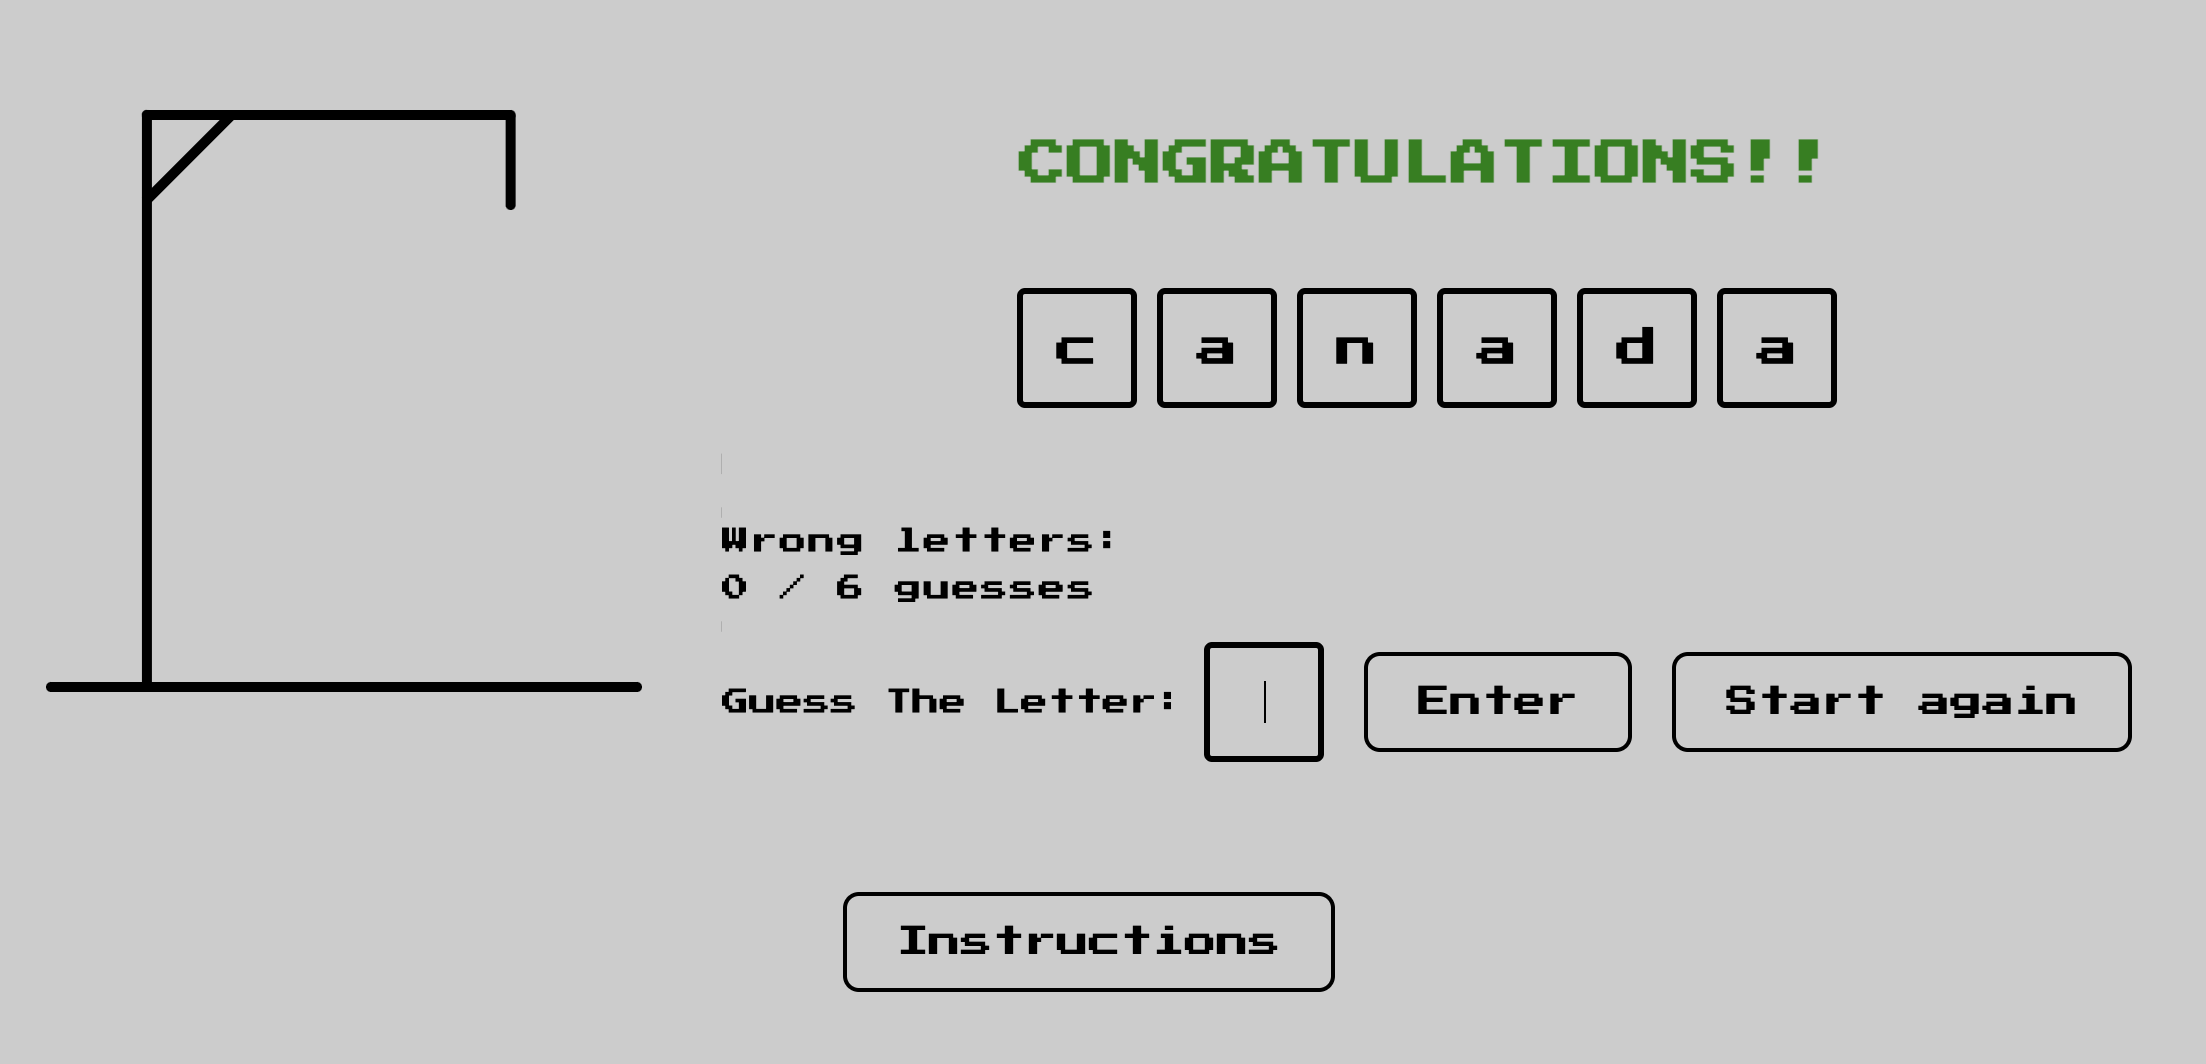 CONGRATULATIONS!!
c a n a d a
Wrong letters:
0 / 6 guesses
Guess The Letter: Enter Start again
Instructions